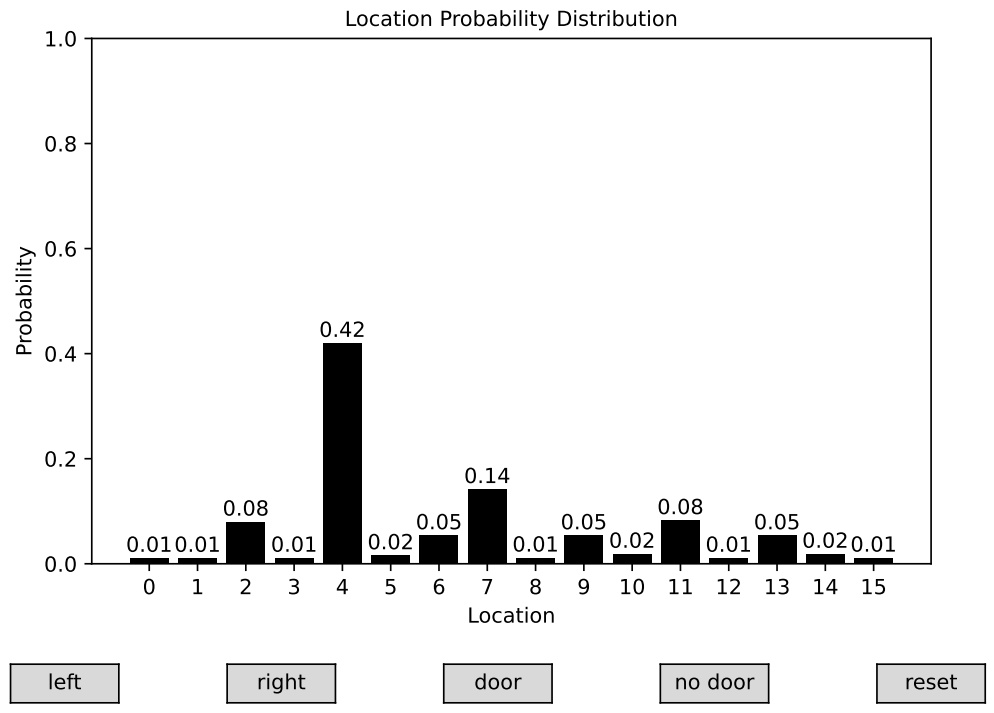 Location Probability Distribution
1.0
0.8
0.6
0.4
0.2
0.0
Probability
0.01 0.01 0.08 0.01 0.42 0.02 0.05 0.14 0.01 0.05 0.02 0.08 0.01 0.05 0.02 0.01
0 1 2 3 4 5 6 7 8 9 10 11 12 13 14 15
Location
left right door no door reset